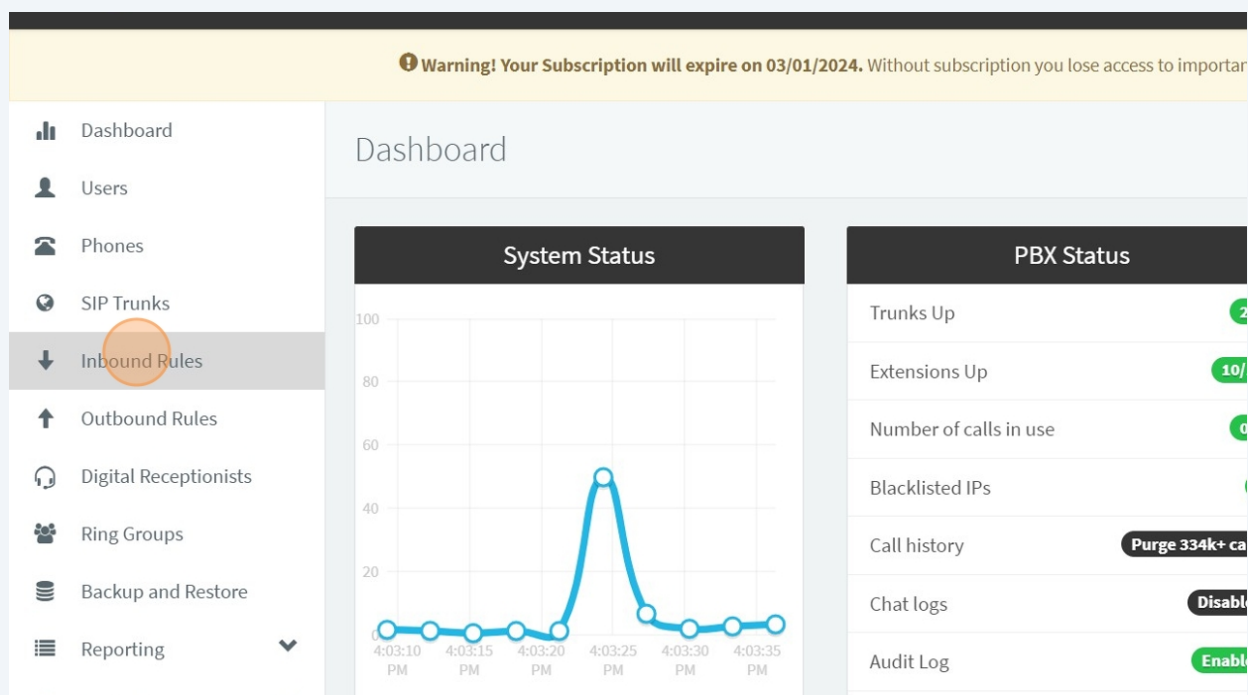 Warning! Your Subscription will expire on 03/01/2024. Without subscription you lose access to
Dashboard
Users
Phones
SIP Trunks
Inbound Rules
Outbound Rules
Digital Receptionists
Ring Groups
Backup and Restore
Reporting
Dashboard
System Status
100
80
60
40
20
0
4:03:10 PM 4:03:15 PM 4:03:20 PM 4:03:25 PM 4:03:30 PM 4:03:35 PM
PBX Status
Trunks Up 2
Extensions Up 10/
Number of calls in use 0
Blacklisted IPs
Call history Purge 334k+
Chat logs
Audit Log